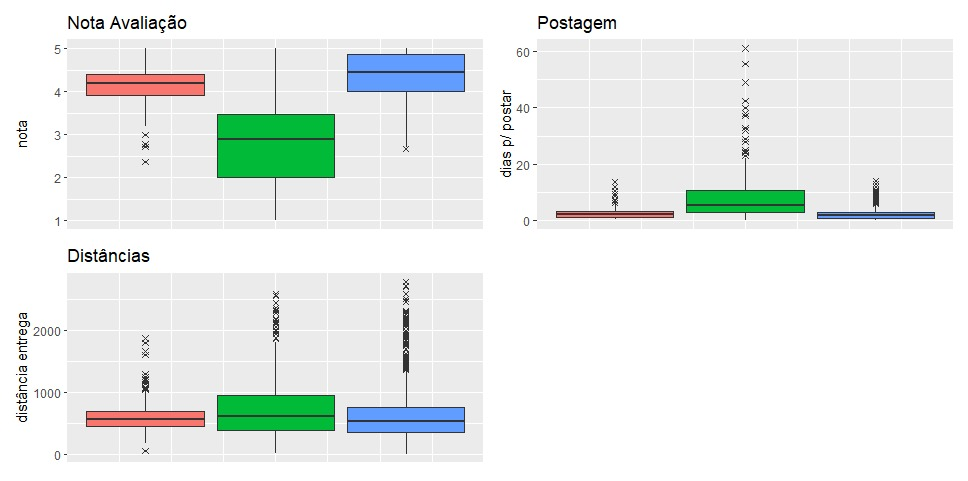 Nota Avaliação
nota
5
4
3
2
1
Postagem
dias p/ postar
60
40
20
0
Distâncias
distância entrega
2000
1000
0